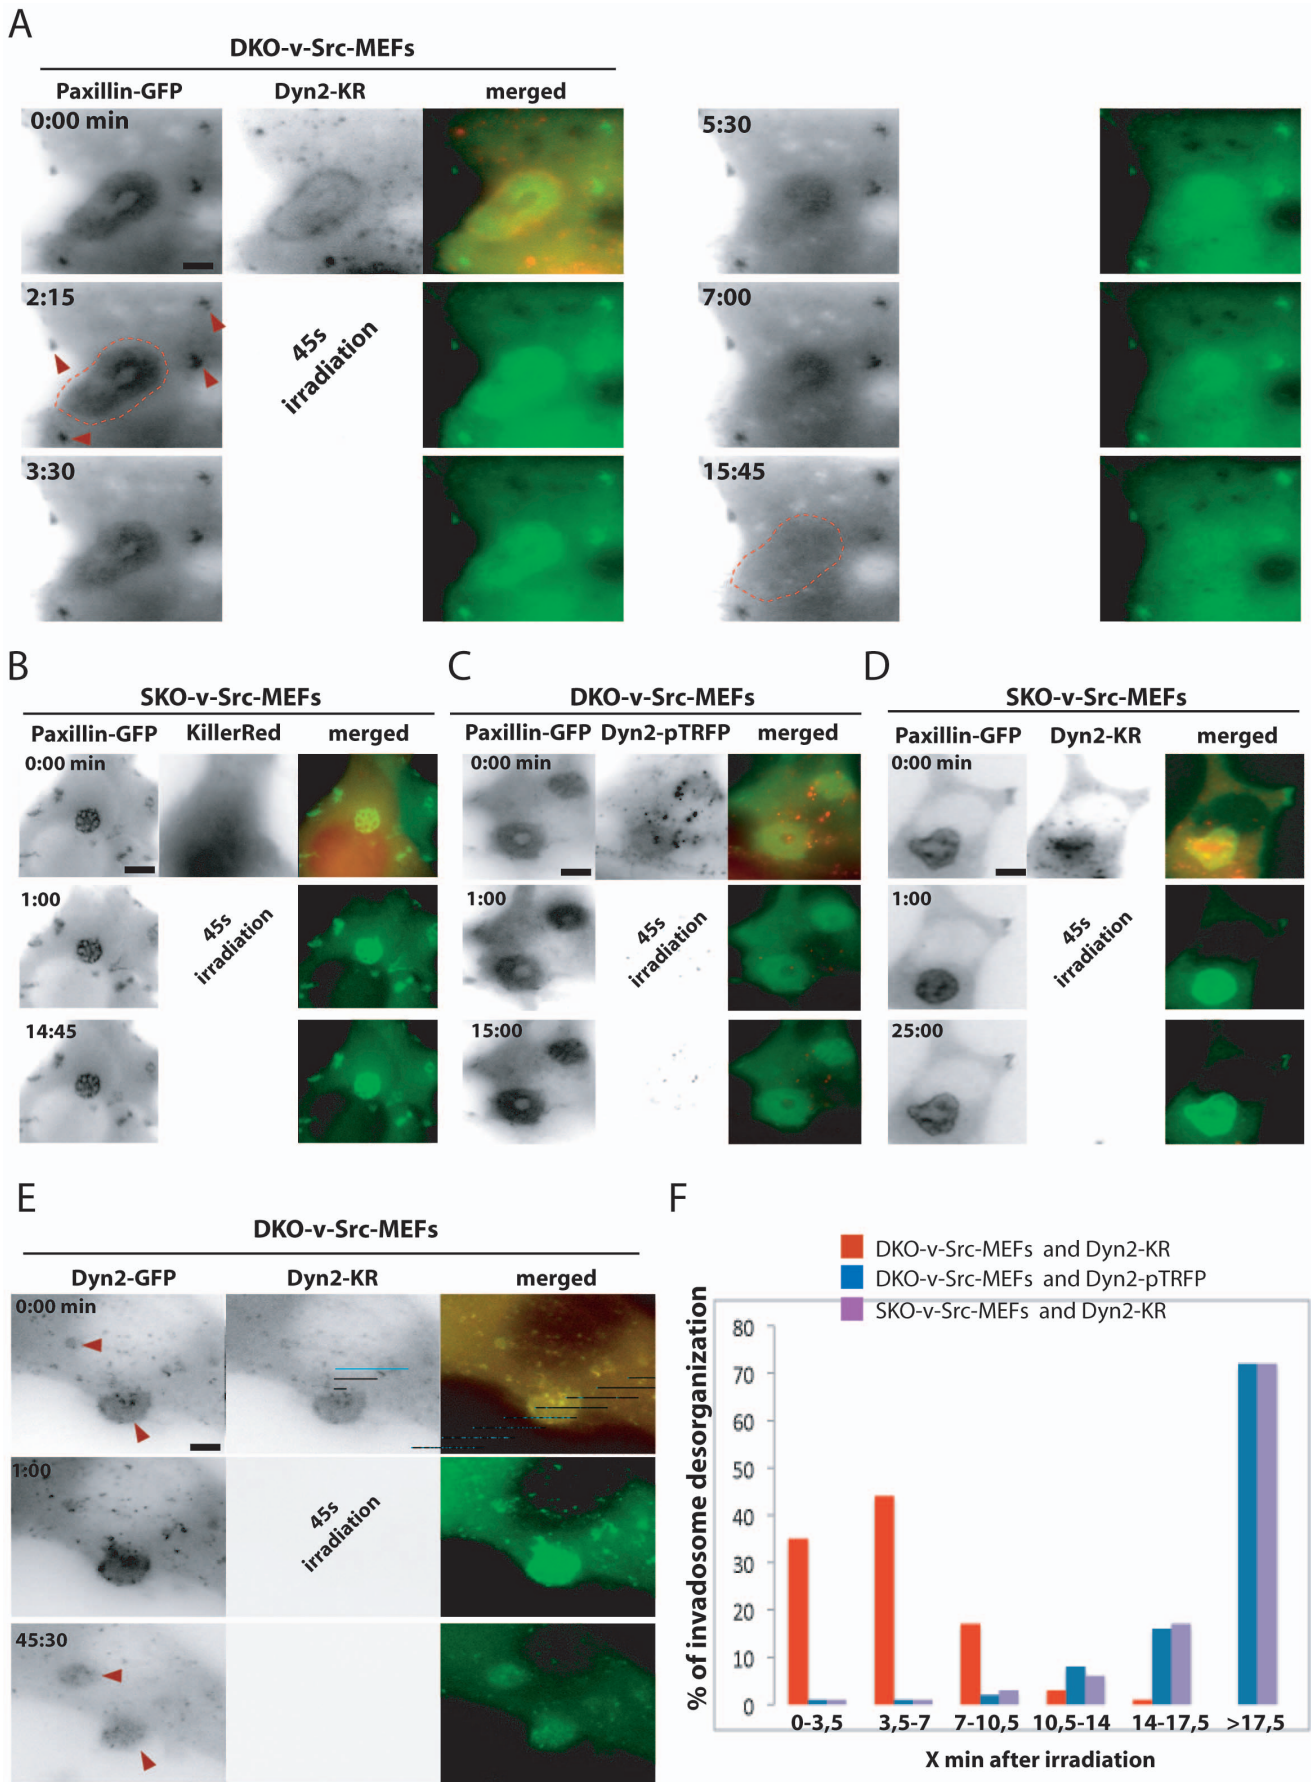 A
DKO-v-Src-MEFs
Paxillin-GFP Dyn2-KR merged
0:00 min
5:30
2:15
45s
irradiation
7:00
3:30
15:45
B
SKO-v-Src-MEFs
Paxillin-GFP KillerRed merged
0:00 min
1:00
45s
irradiation
14:45
C
DKO-v-Src-MEFs
Paxillin-GFP Dyn2-pTRFP merged
0:00 min
1:00
45s
irradiation
15:00
D
SKO-v-Src-MEFs
Paxillin-GFP Dyn2-KR merged
0:00 min
1:00
45s
irradiation
25:00
E
DKO-v-Src-MEFs
Dyn2-GFP Dyn2-KR merged
0:00 min
1:00
45s
irradiation
45:30
F
DKO-v-Src-MEFs and Dyn2-KR
DKO-v-Src-MEFs and Dyn2-pTRFP
SKO-v-Src-MEFs and Dyn2-KR
% of invadosome desorganization
80
70
60
50
40
30
20
10
0
0-3,5 3,5-7 7-10,5 10,5-14 14-17,5 >17,5
X min after irradiation